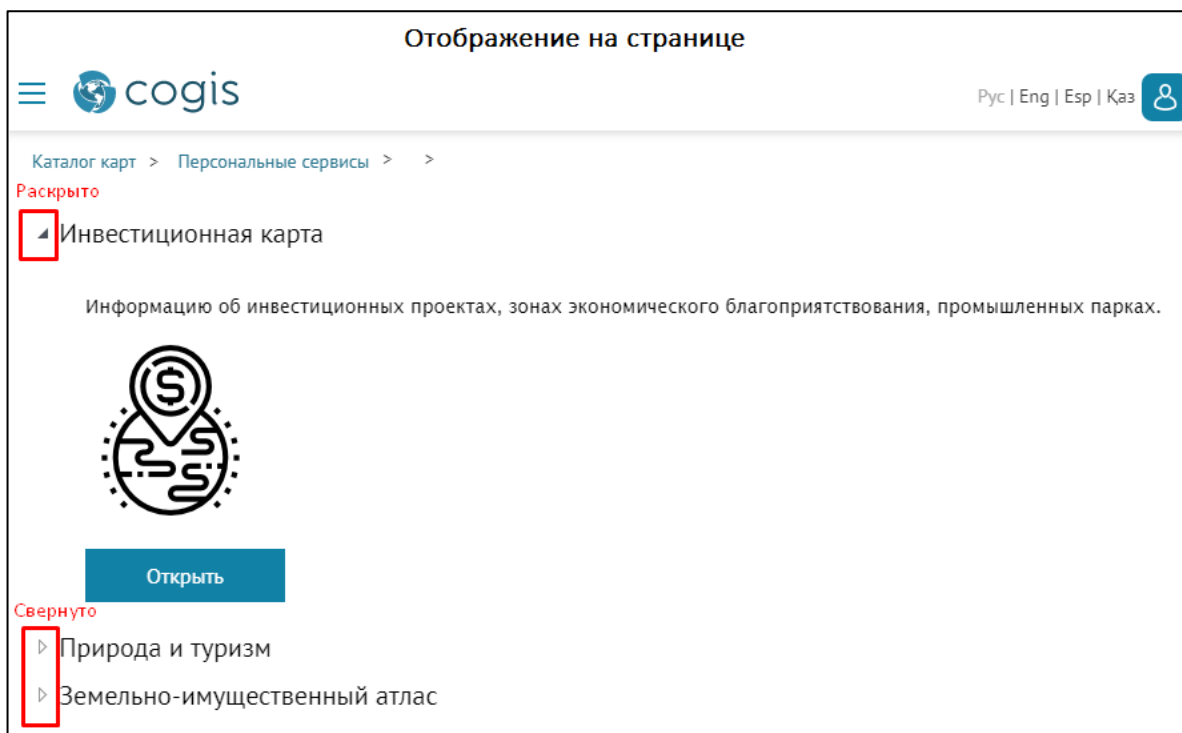 Отображение на странице
cogis
Рус | Eng | Esp | Қаз
Каталог карт > Персональные сервисы > >
Раскрыто
Инвестиционная карта
Информацию об инвестиционных проектах, зонах экономического благоприятствования, промышленных парках.
$
Открыть
Свернуто
Природа и туризм
Земельно-имущественный атлас